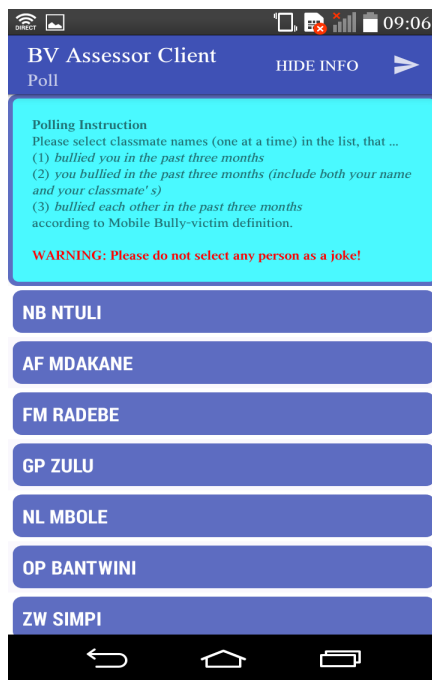 DIRECT
09:06
BV Assessor Client
Poll
HIDE INFO
Polling Instruction
Please select classmate names (one at a time) in the list, that ...
(1) bullied you in the past three months
(2) you bullied in the past three months (include both your name
and your classmate' s)
(3) bullied each other in the past three months
according to Mobile Bully-victim definition.
WARNING: Please do not select any person as a joke!
NB NTULI
AF MDAKANE
FM RADEBE
GP ZULU
NL MBOLE
OP BANTWINI
ZW SIMPI